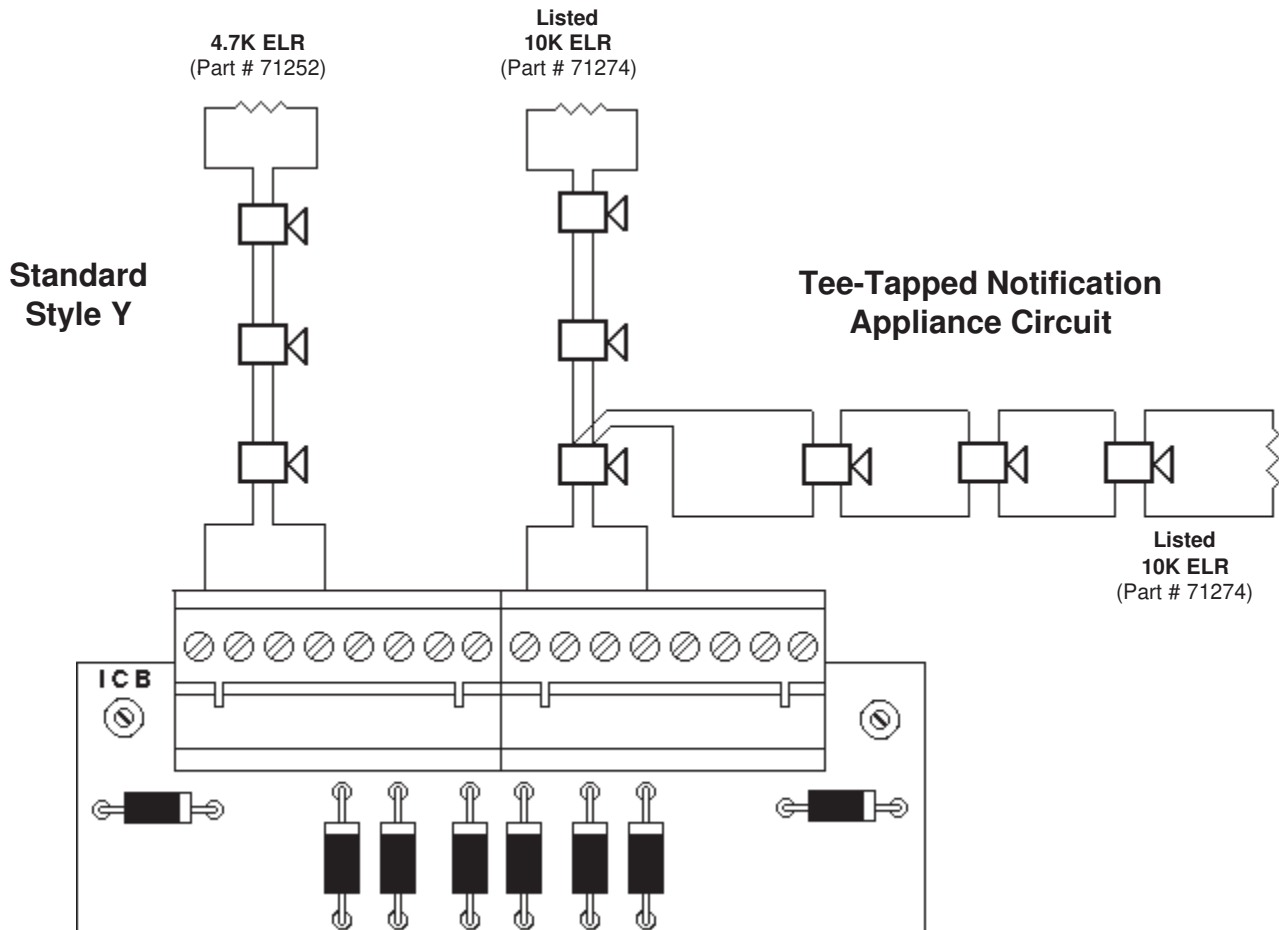 4.7K ELR
(Part # 71252)
Listed
10K ELR
(Part # 71274)
Standard
Style Y
Tee-Tapped Notification
Appliance Circuit
Listed
10K ELR
(Part # 71274)
ICB